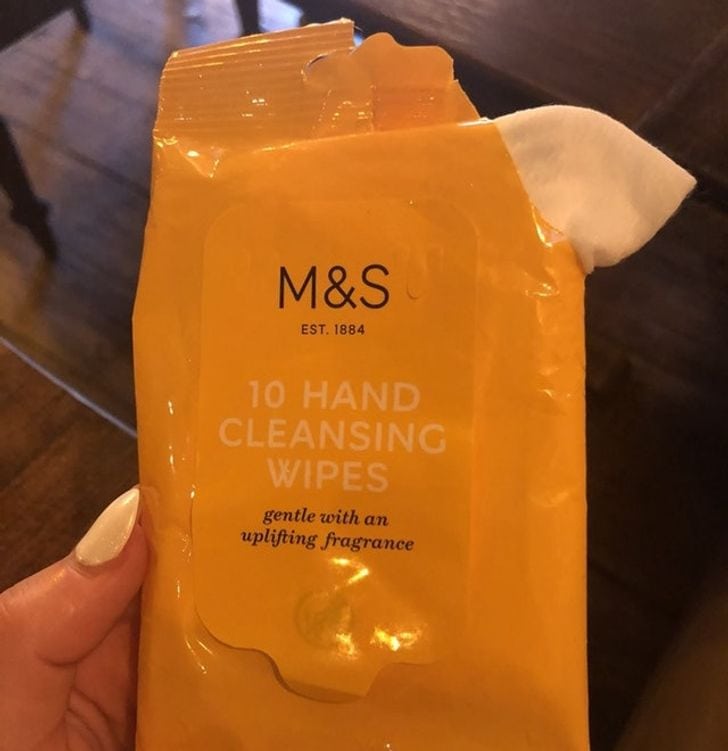 M&S
EST. 1884
10 HAND
CLEANSING
WIPES
gentle with an
uplifting fragrance